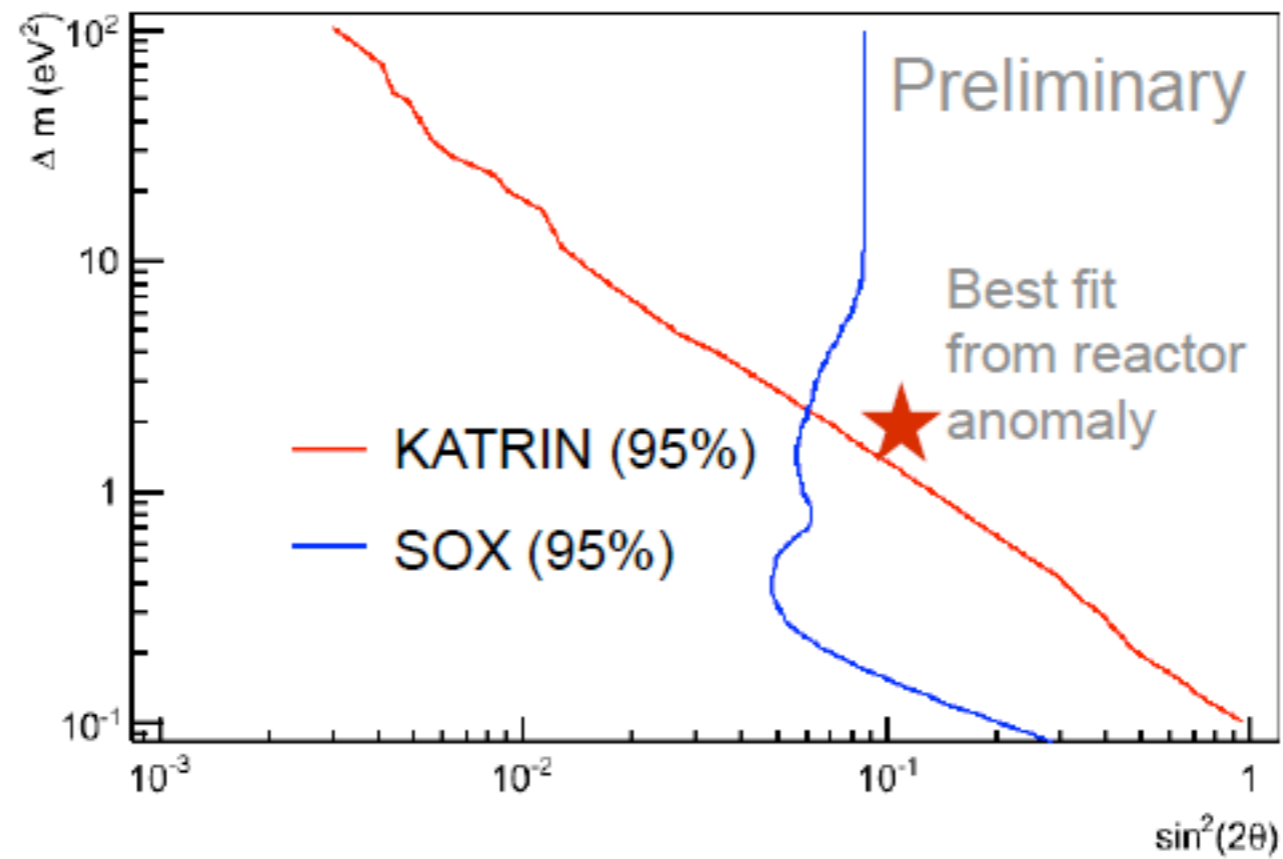 Δ m (eV²)
10²
10
1
10⁻¹
Preliminary
Best fit
from reactor
anomaly
KATRIN (95%)
SOX (95%)
10⁻³ 10⁻² 10⁻¹ 1
sin²(2θ)